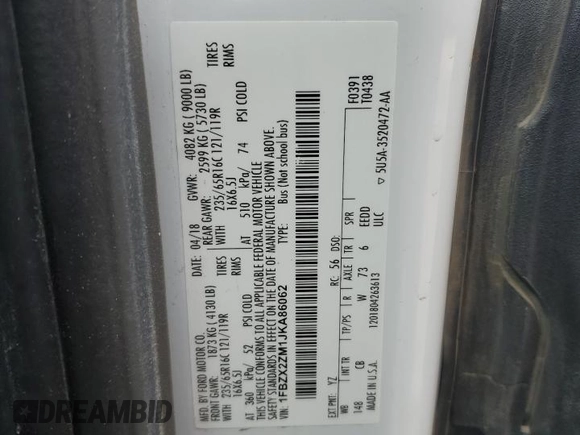 MFD. BY FORD MOTOR CO.
DATE: 04/18 GVWR: 4082 KG ( 9000 LB)
FRONT GAWR: 1873 KG ( 4130 LB) REAR GAWR: 2599 KG ( 5730 LB)
WITH 235/65R16C 121/119R TIRES WITH 235/65R16C 121/119R TIRES
16X6.5J RIMS 16X6.5J RIMS
AT 360 kPa/ 52 PSI COLD AT 510 kPa/ 74 PSI COLD
THIS VEHICLE CONFORMS TO ALL APPLICABLE FEDERAL MOTOR VEHICLE
SAFETY STANDARDS IN EFFECT ON THE DATE OF MANUFACTURE SHOWN ABOVE.
VIN: 1FBZX2ZM1JKA86062 TYPE: Bus (Not school bus)
F0391
T0438
EXT PNT: YZ RC: 56 DSO:
WB INT TR TP/PS R AXLE TR SPR
148 CB W 73 6 EEDD
MADE IN U.S.A. 1201804263613 ULC
▽ 5U5A-3520472-AA
DREAMBID